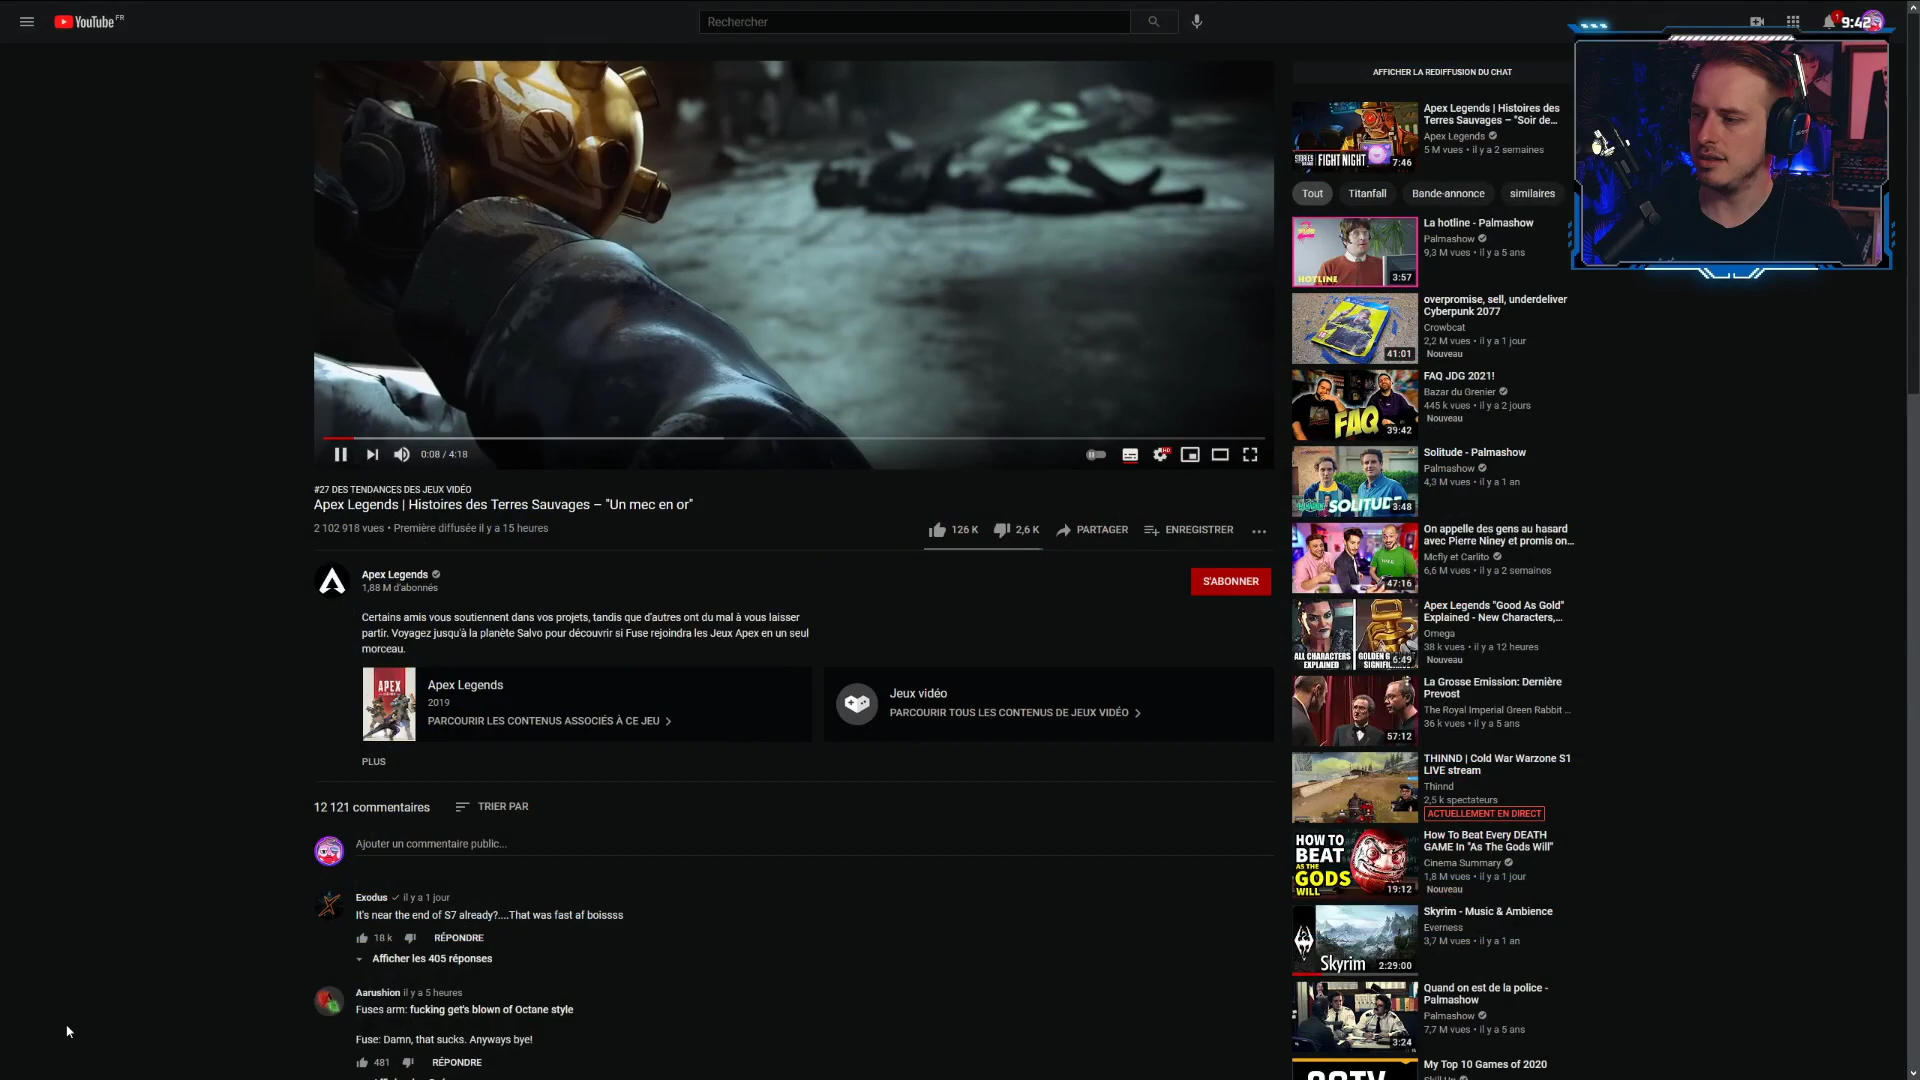 YouTube FR
Rechercher
1
9:42
AFFICHER LA REDIFFUSION DU CHAT
0:08 / 4:18
#27 DES TENDANCES DES JEUX VIDÉO
Apex Legends | Histoires des Terres Sauvages – "Un mec en or"
2 102 918 vues • Première diffusée il y a 15 heures
126 K
2,6 K
PARTAGER
ENREGISTRER
Apex Legends
1,88 M d'abonnés
S'ABONNER
Certains amis vous soutiennent dans vos projets, tandis que d'autres ont du mal à vous laisser
partir. Voyagez jusqu'à la planète Salvo pour découvrir si Fuse rejoindra les Jeux Apex en un seul
morceau.
APEX
Apex Legends
2019
PARCOURIR LES CONTENUS ASSOCIÉS À CE JEU
Jeux vidéo
PARCOURIR TOUS LES CONTENUS DE JEUX VIDÉO
PLUS
12 121 commentaires
TRIER PAR
Ajouter un commentaire public...
Exodus il y a 1 jour
It's near the end of S7 already?....That was fast af boissss
18 k
RÉPONDRE
Afficher les 405 réponses
Aarushion il y a 5 heures
Fuses arm: fucking get's blown of Octane style
Fuse: Damn, that sucks. Anyways bye!
481
RÉPONDRE
FIGHT NIGHT
7:46
Apex Legends | Histoires des
Terres Sauvages – "Soir de...
Apex Legends
5 M vues • il y a 2 semaines
Tout
Titanfall
Bande-annonce
similaires
HOTLINE
3:57
La hotline - Palmashow
Palmashow
9,3 M vues • il y a 5 ans
41:01
overpromise, sell, underdeliver
Cyberpunk 2077
Crowbcat
2,2 M vues • il y a 1 jour
Nouveau
FAQ
39:42
FAQ JDG 2021!
Bazar du Grenier
445 k vues • il y a 2 jours
Nouveau
SOLITUDE
3:48
Solitude - Palmashow
Palmashow
4,3 M vues • il y a 1 an
47:16
On appelle des gens au hasard
avec Pierre Niney et promis on...
Mcfly et Carlito
6,6 M vues • il y a 2 semaines
ALL CHARACTERS
EXPLAINED
6:49
Apex Legends "Good As Gold"
Explained - New Characters,...
Omega
38 k vues • il y a 12 heures
Nouveau
57:12
La Grosse Emission: Dernière
Prevost
The Royal Imperial Green Rabbit ...
36 k vues • il y a 5 ans
THINND | Cold War Warzone S1
LIVE stream
Thinnd
2,5 k spectateurs
ACTUELLEMENT EN DIRECT
HOW TO
BEAT
AS THE
GODS
WILL
19:12
How To Beat Every DEATH
GAME In "As The Gods Will"
Cinema Summary
1,8 M vues • il y a 1 jour
Nouveau
Skyrim
2:29:00
Skyrim - Music & Ambience
Everness
3,7 M vues • il y a 1 an
3:24
Quand on est de la police -
Palmashow
Palmashow
7,7 M vues • il y a 5 ans
My Top 10 Games of 2020